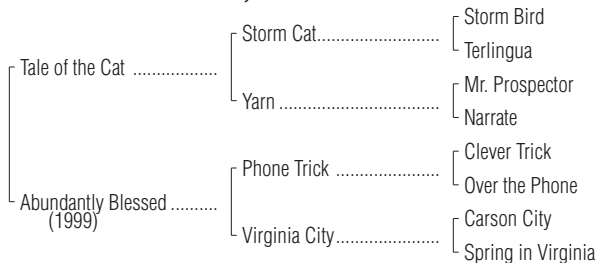 Storm Bird
Storm Cat..............................
Terlingua
Tale of the Cat ..................
Mr. Prospector
Yarn ......................................
Narrate
Clever Trick
Phone Trick ........................
Over the Phone
Abundantly Blessed ..........
(1999)
Carson City
Virginia City........................
Spring in Virginia